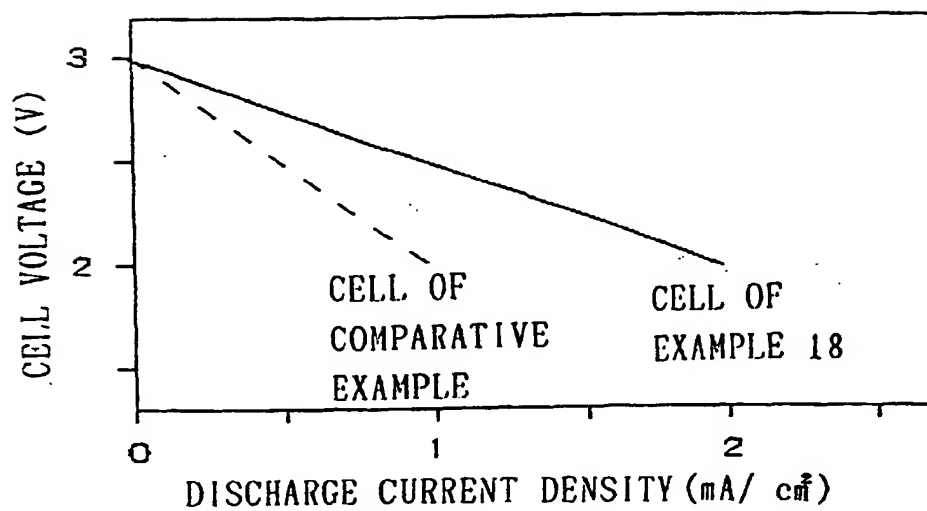 CELL VOLTAGE (V)
3
2
CELL OF
COMPARATIVE
EXAMPLE
CELL OF
EXAMPLE 18
0
1
2
DISCHARGE CURRENT DENSITY (mA/ cm²)